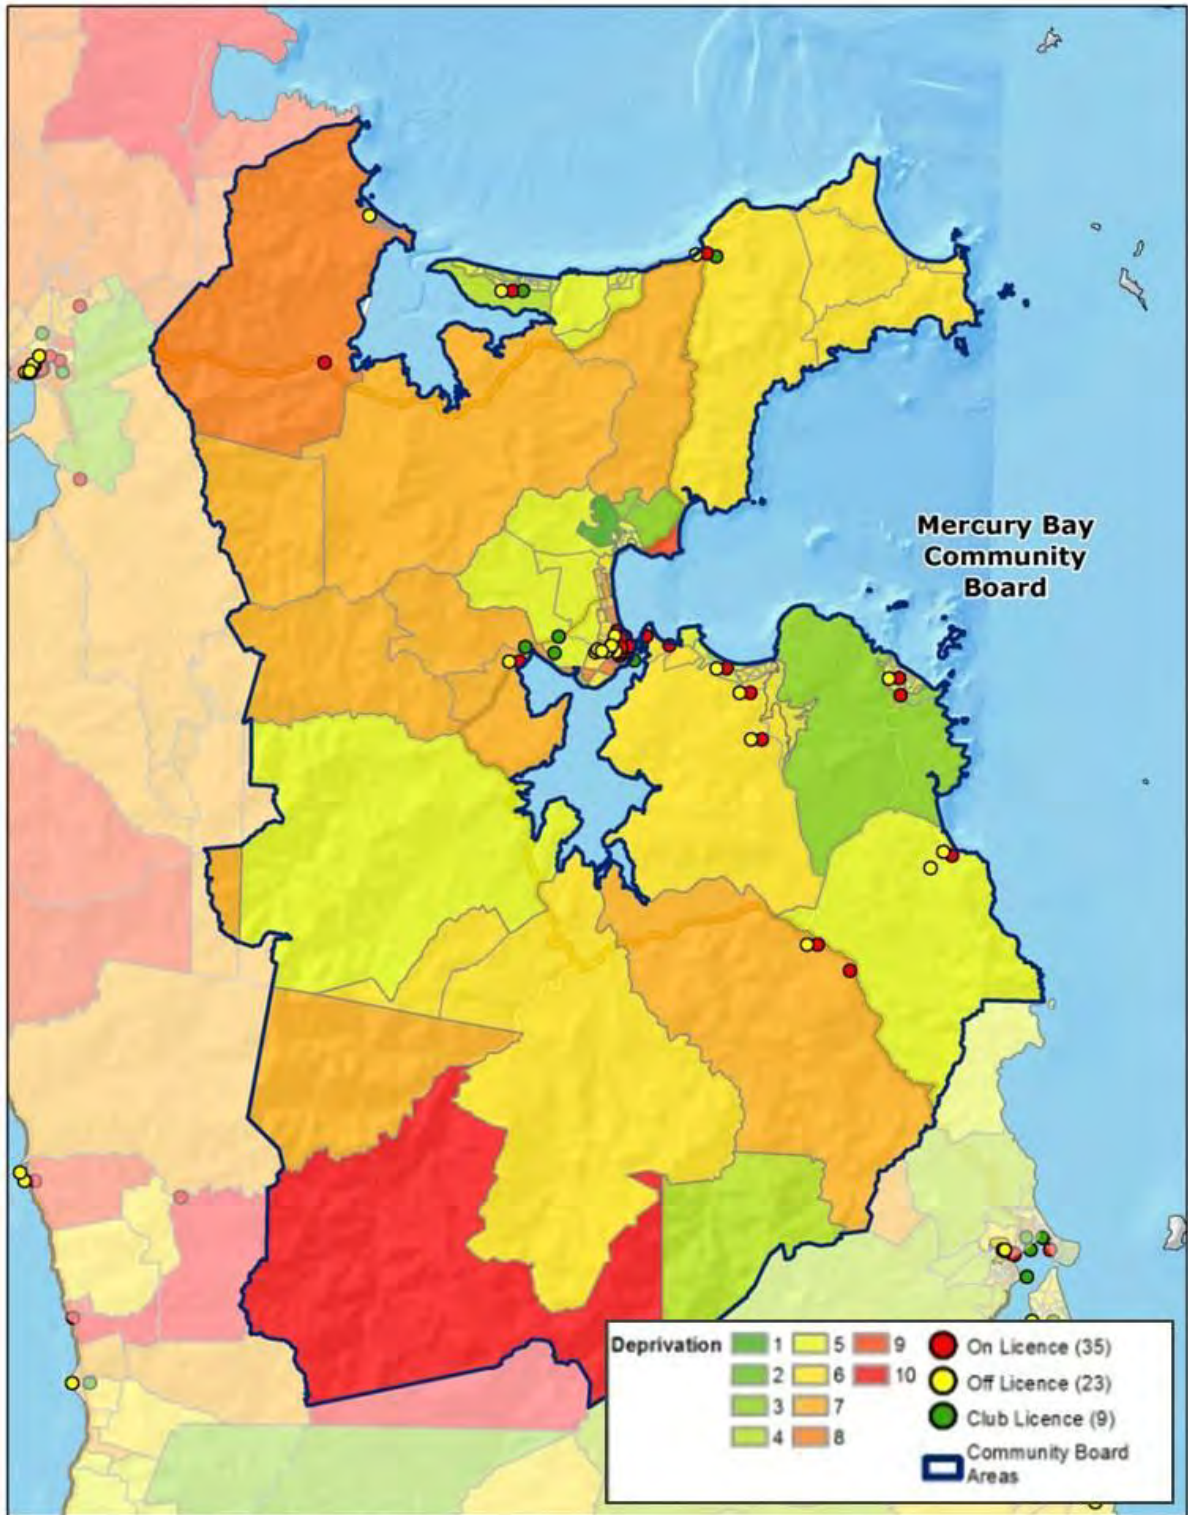 Mercury Bay
Community
Board
Deprivation
1
2
3
4
5
6
7
8
9
10
On Licence (35)
Off Licence (23)
Club Licence (9)
Community Board
Areas